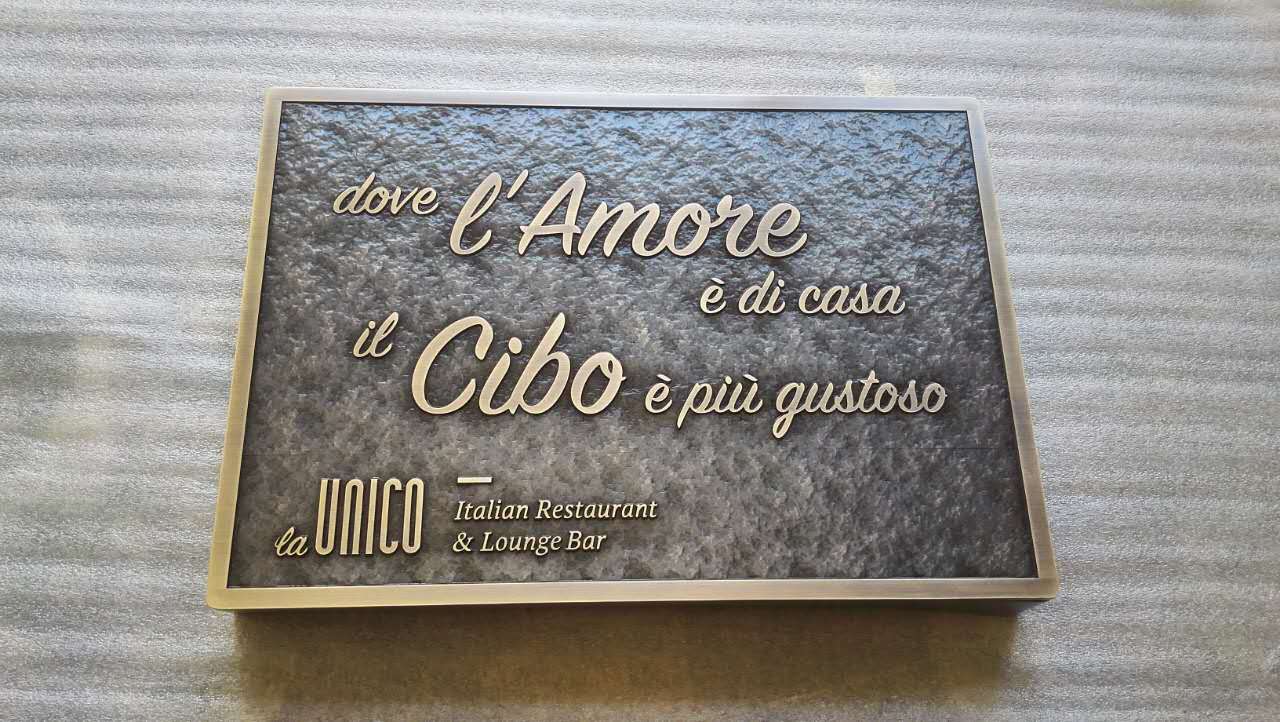 dove l'Amore
è di casa
il Cibo è più gustoso
la UNICO
Italian Restaurant
& Lounge Bar